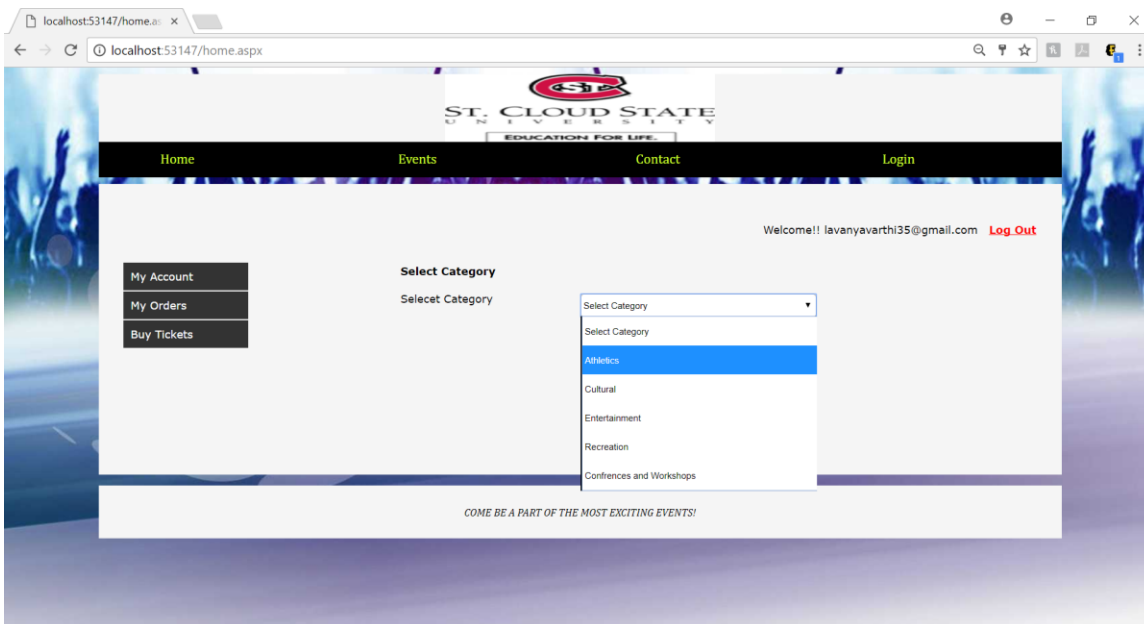 localhost:53147/home.as
localhost:53147/home.aspx
ST. CLOUD STATE
UNIVERSITY
EDUCATION FOR LIFE.
Home Events Contact Login
Welcome!! lavanyavarthi35@gmail.com Log Out
My Account
My Orders
Buy Tickets
Select Category
Selecet Category
Select Category
Select Category
Athletics
Cultural
Entertainment
Recreation
Confrences and Workshops
COME BE A PART OF THE MOST EXCITING EVENTS!